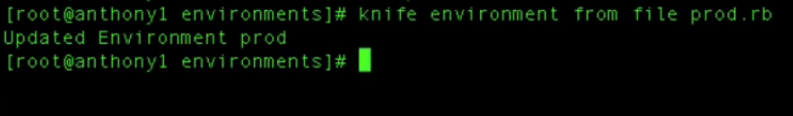 [root@anthony1 environments]# knife environment from file prod.rb
Updated Environment prod
[root@anthony1 environments]#